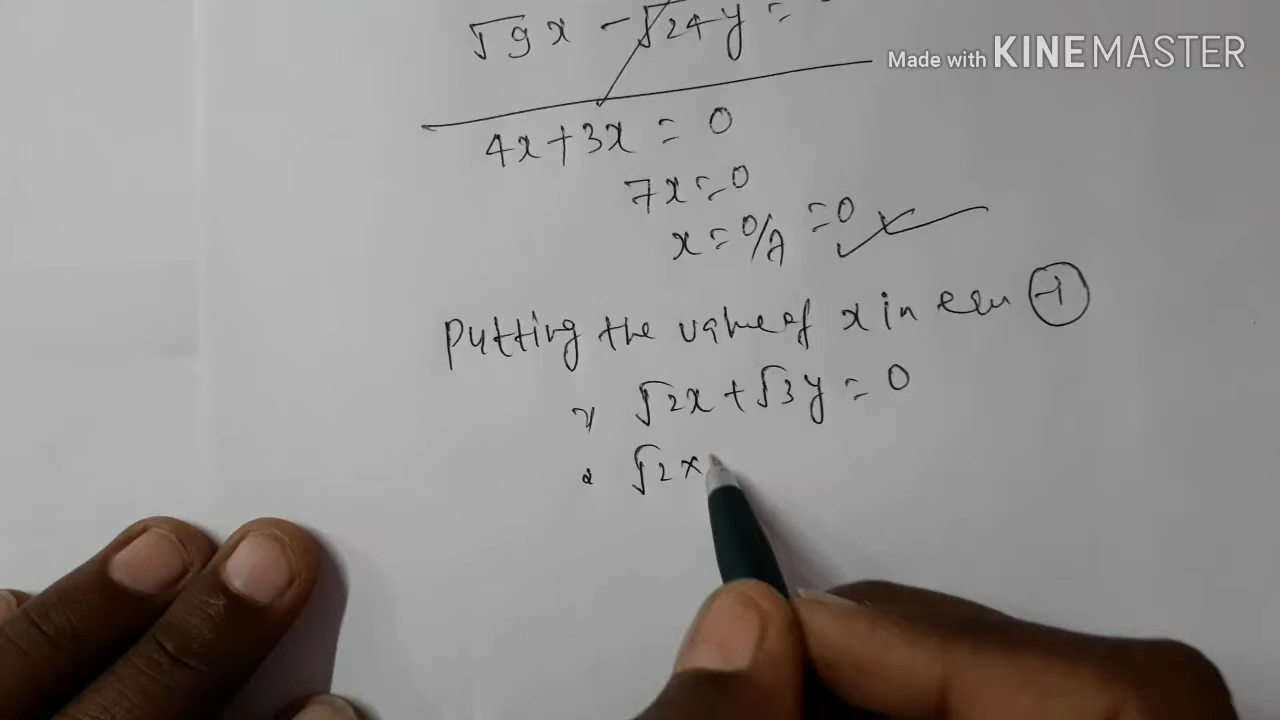 √9x - √24y =
Made with KINEMASTER
4x+3x = 0
7x=0
x = 0/7 = 0
Putting the value of x in eqn (1)
√2x + √3y = 0
√2 ×